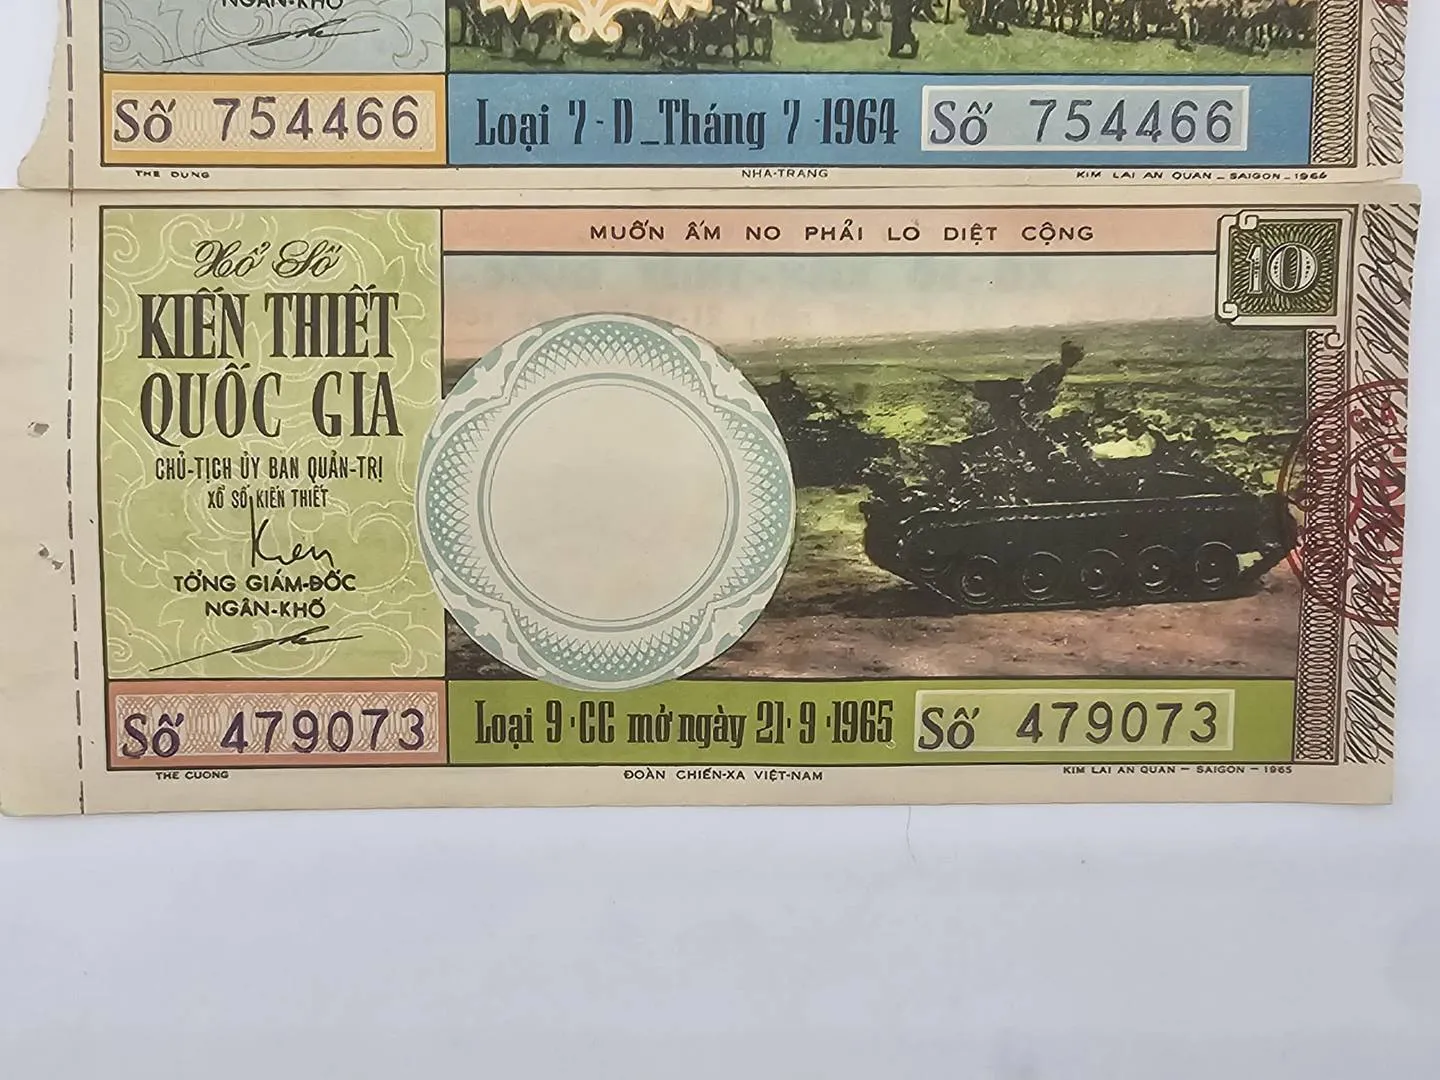 NGÂN-KHỐ
Số 754466
Loại 7-D_Tháng 7-1964
Số 754466
THE DUNG
NHA-TRANG
KIM LAI AN QUAN _ SAIGON _ 1964
Xổ Số
KIẾN THIẾT
QUỐC GIA
CHỦ-TỊCH ỦY BAN QUẢN-TRỊ
XỔ SỐ KIẾN THIẾT
Kien
TỔNG GIÁM-ĐỐC
NGÂN-KHỐ
MUỐN ẤM NO PHẢI LO DIỆT CỘNG
10
Số 479073
Loại 9·CC mở ngày 21·9·1965
Số 479073
THE CUONG
ĐOÀN CHIẾN-XA VIỆT-NAM
KIM LAI AN QUAN — SAIGON — 1965